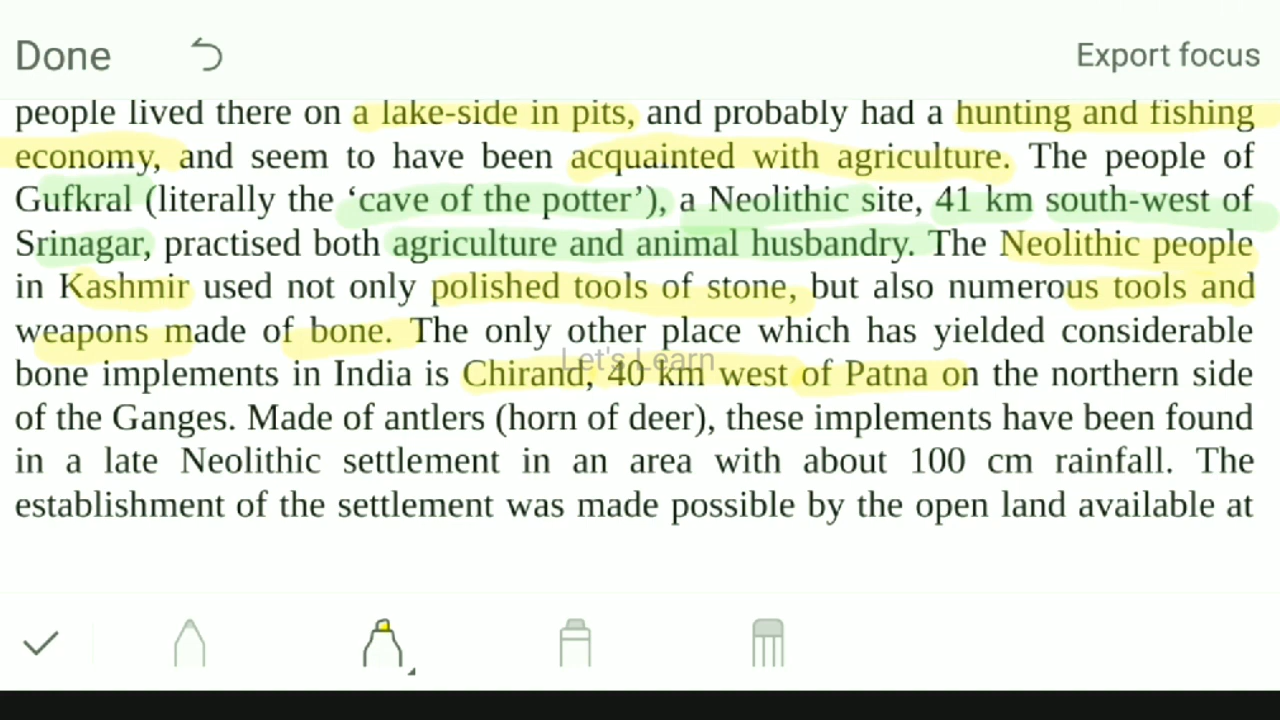 Done
Export focus
people lived there on a lake-side in pits, and probably had a hunting and fishing
economy, and seem to have been acquainted with agriculture. The people of
Gufkral (literally the ‘cave of the potter’), a Neolithic site, 41 km south-west of
Srinagar, practised both agriculture and animal husbandry. The Neolithic people
in Kashmir used not only polished tools of stone, but also numerous tools and
weapons made of bone. The only other place which has yielded considerable
Let's Learn
bone implements in India is Chirand, 40 km west of Patna on the northern side
of the Ganges. Made of antlers (horn of deer), these implements have been found
in a late Neolithic settlement in an area with about 100 cm rainfall. The
establishment of the settlement was made possible by the open land available at